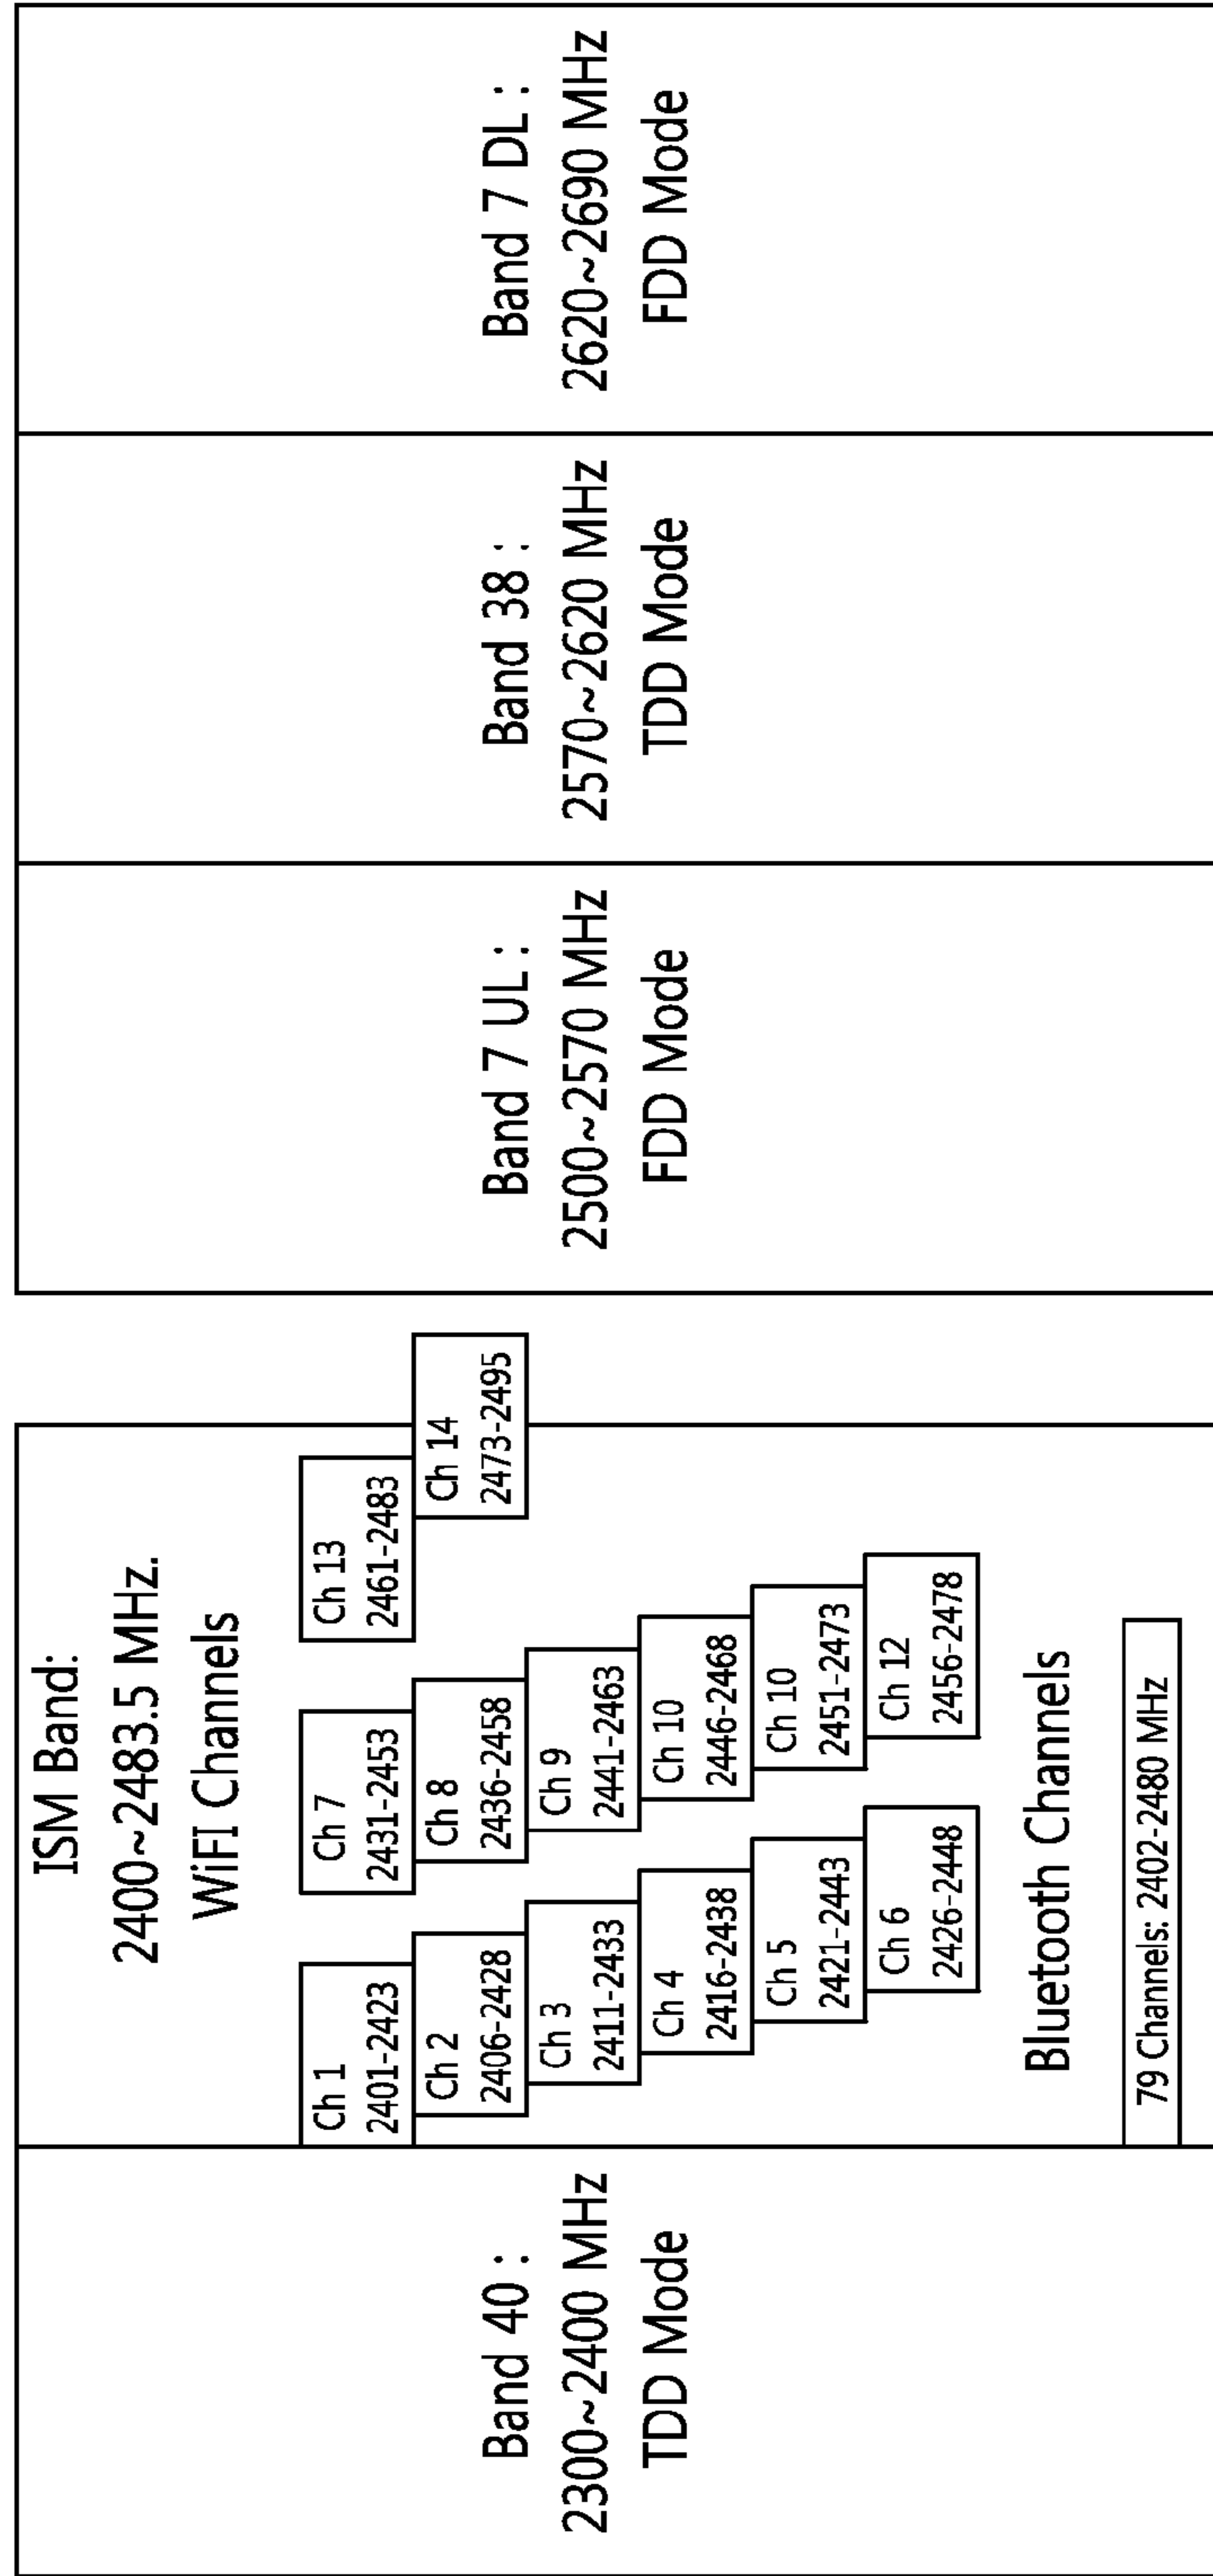 Band 40 :
2300~2400 MHz
TDD Mode
ISM Band:
2400~2483.5 MHz.
WiFI Channels
Ch 1
2401-2423
Ch 2
2406-2428
Ch 3
2411-2433
Ch 4
2416-2438
Ch 5
2421-2443
Ch 6
2426-2448
Ch 7
2431-2453
Ch 8
2436-2458
Ch 9
2441-2463
Ch 10
2446-2468
Ch 10
2451-2473
Ch 12
2456-2478
Ch 13
2461-2483
Ch 14
2473-2495
Bluetooth Channels
79 Channels: 2402-2480 MHz
Band 7 UL :
2500~2570 MHz
FDD Mode
Band 38 :
2570~2620 MHz
TDD Mode
Band 7 DL :
2620~2690 MHz
FDD Mode